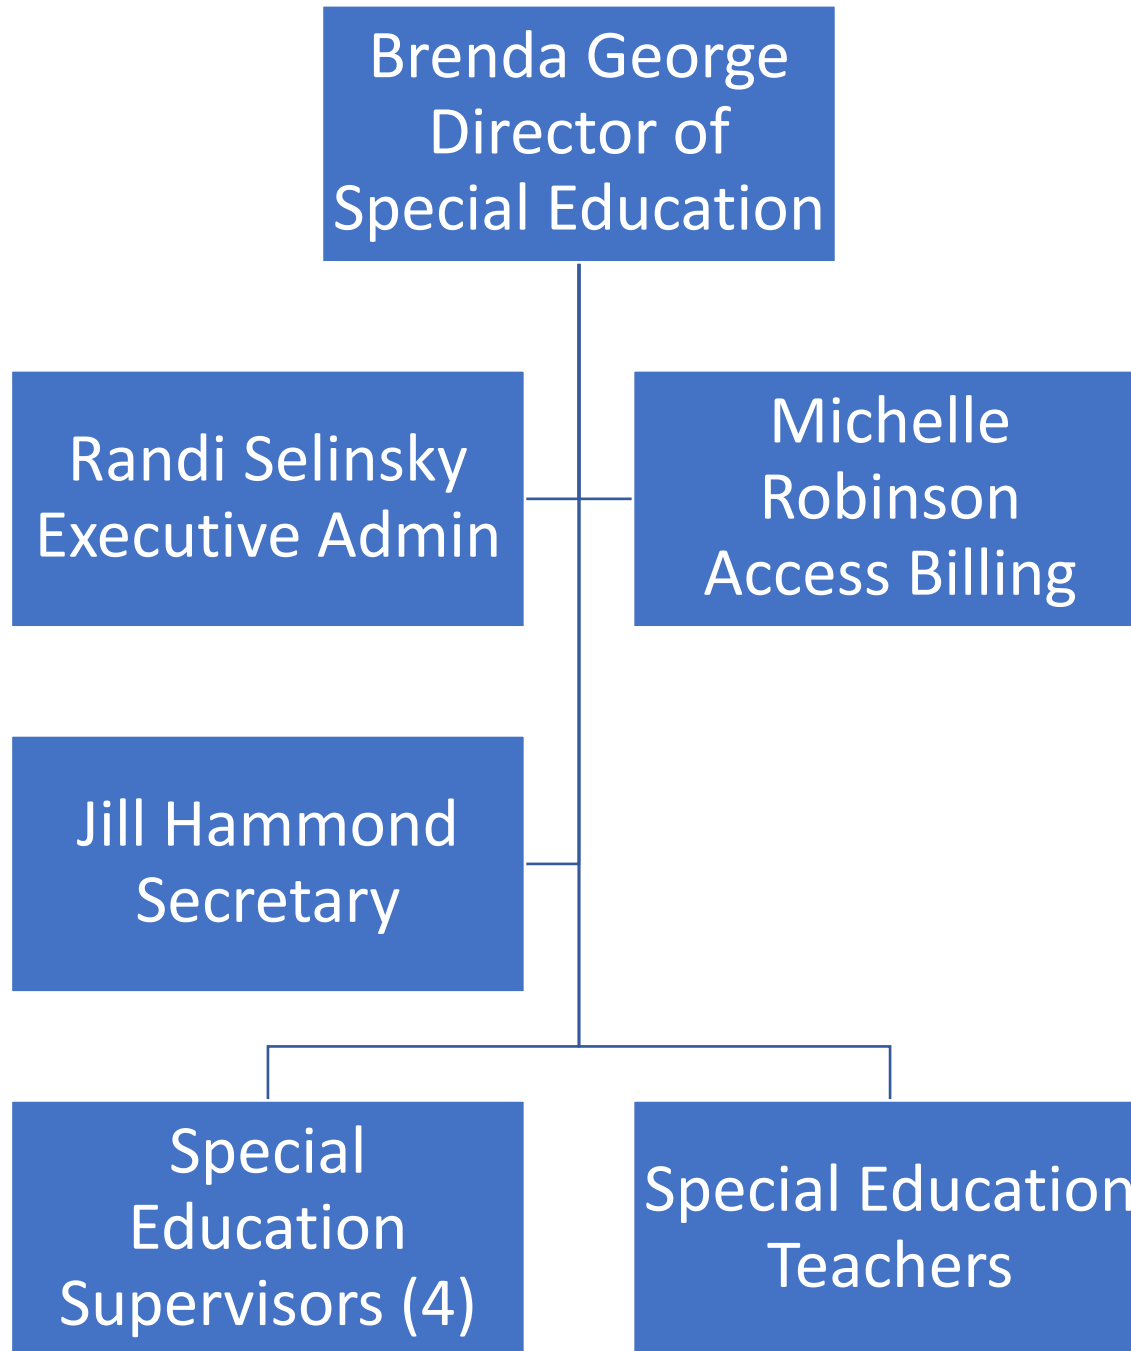 Brenda George
Director of
Special Education
Randi Selinsky
Executive Admin
Michelle
Robinson
Access Billing
Jill Hammond
Secretary
Special
Education
Supervisors (4)
Special Education
Teachers